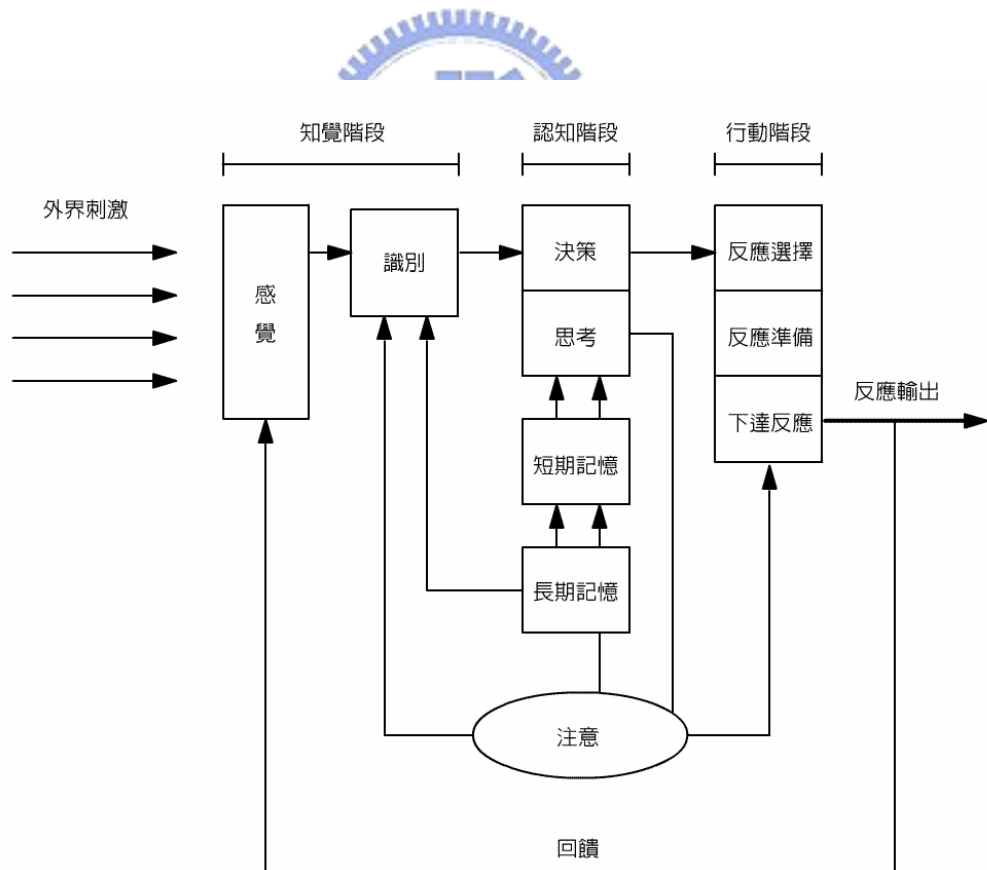 知覺階段
認知階段
行動階段
外界刺激
感
覺
識別
決策
思考
短期記憶
長期記憶
反應選擇
反應準備
下達反應
反應輸出
注意
回饋